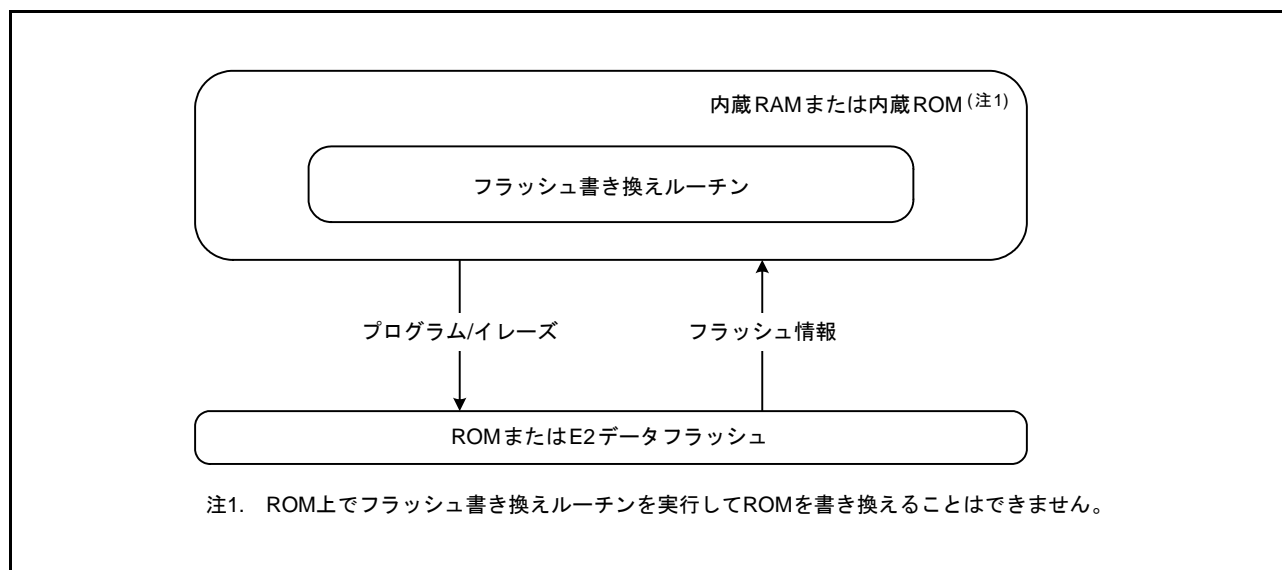 内蔵RAMまたは内蔵ROM(注1)
フラッシュ書き換えルーチン
プログラム/イレーズ
フラッシュ情報
ROMまたはE2データフラッシュ
注1. ROM上でフラッシュ書き換えルーチンを実行してROMを書き換えることはできません。